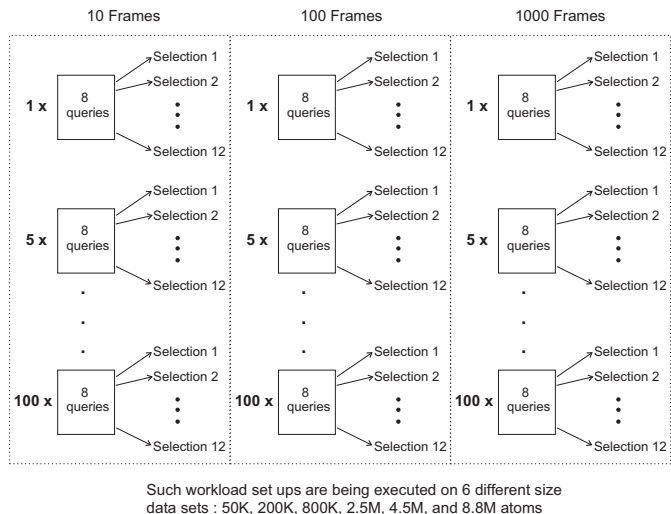 10 Frames
100 Frames
1000 Frames
1 x
8
queries
Selection 1
Selection 2
Selection 12
5 x
8
queries
Selection 1
Selection 2
Selection 12
100 x
8
queries
Selection 1
Selection 2
Selection 12
1 x
8
queries
Selection 1
Selection 2
Selection 12
5 x
8
queries
Selection 1
Selection 2
Selection 12
100 x
8
queries
Selection 1
Selection 2
Selection 12
1 x
8
queries
Selection 1
Selection 2
Selection 12
5 x
8
queries
Selection 1
Selection 2
Selection 12
100 x
8
queries
Selection 1
Selection 2
Selection 12
Such workload set ups are being executed on 6 different size
data sets : 50K, 200K, 800K, 2.5M, 4.5M, and 8.8M atoms